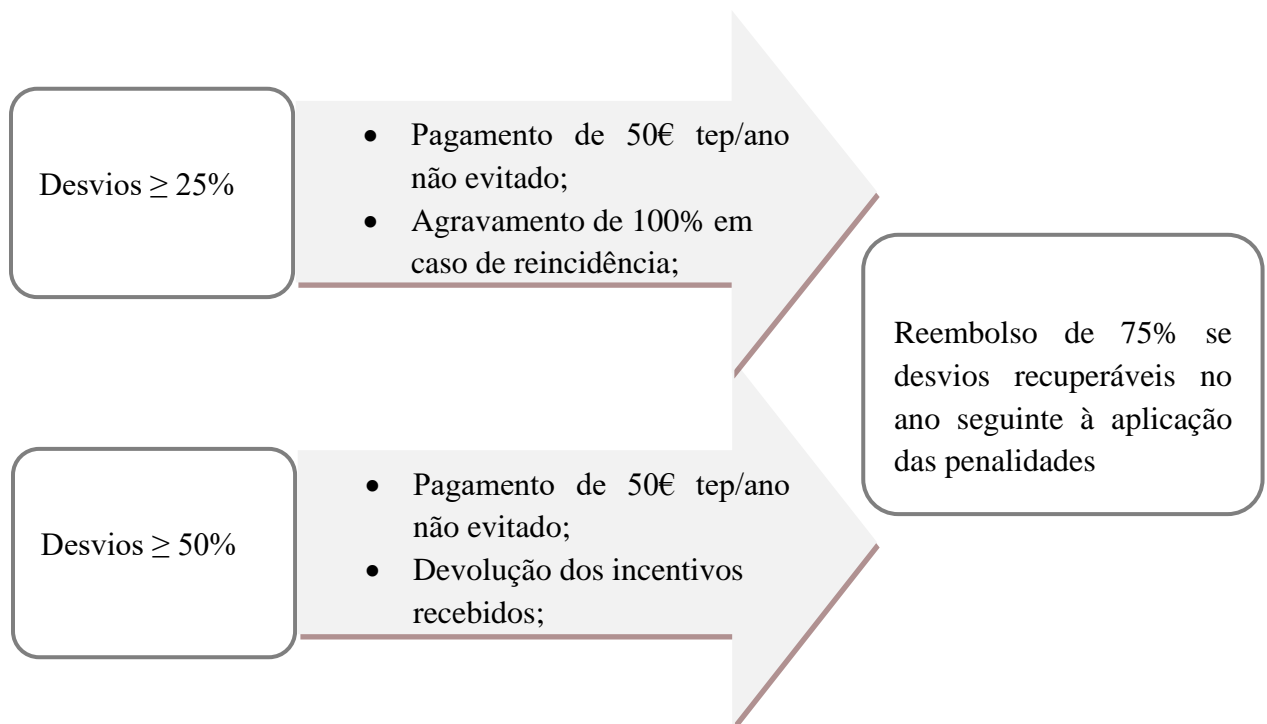 Desvios ≥ 25%
• Pagamento de 50€ tep/ano
não evitado;
• Agravamento de 100% em
caso de reincidência;
Desvios ≥ 50%
• Pagamento de 50€ tep/ano
não evitado;
• Devolução dos incentivos
recebidos;
Reembolso de 75% se
desvios recuperáveis no
ano seguinte à aplicação
das penalidades